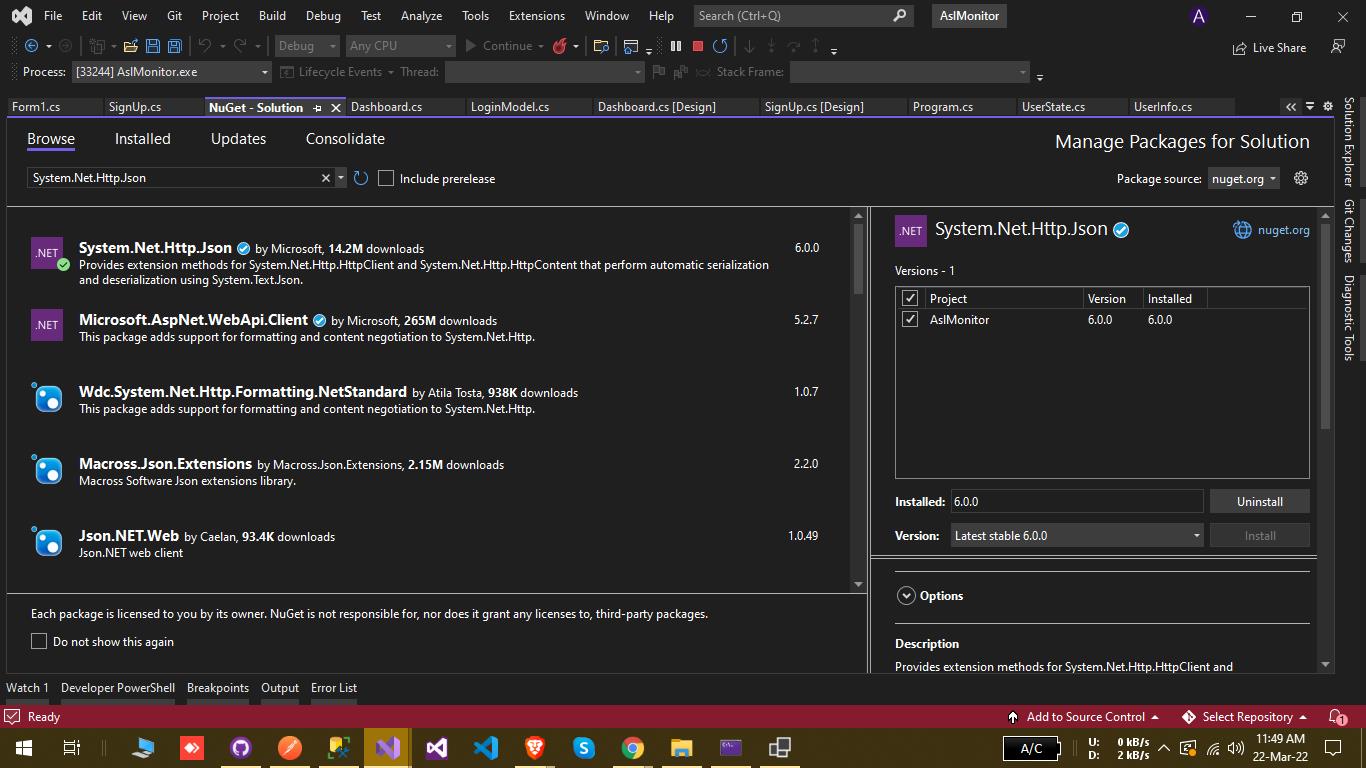 File Edit View Git Project Build Debug Test Analyze Tools Extensions Window Help Search (Ctrl+Q) AslMonitor A
Debug Any CPU Continue Live Share
Process: [33244] AslMonitor.exe Lifecycle Events Thread: Stack Frame:
Form1.cs SignUp.cs NuGet - Solution Dashboard.cs LoginModel.cs Dashboard.cs [Design] SignUp.cs [Design] Program.cs UserState.cs UserInfo.cs
Solution Explorer
Git Changes
Diagnostic Tools
Browse Installed Updates Consolidate Manage Packages for Solution
System.Net.Http.Json Include prerelease Package source: nuget.org
.NET System.Net.Http.Json by Microsoft, 14.2M downloads 6.0.0
Provides extension methods for System.Net.Http.HttpClient and System.Net.Http.HttpContent that perform automatic serialization
and deserialization using System.Text.Json.
.NET Microsoft.AspNet.WebApi.Client by Microsoft, 265M downloads 5.2.7
This package adds support for formatting and content negotiation to System.Net.Http.
Wdc.System.Net.Http.Formatting.NetStandard by Atila Tosta, 938K downloads 1.0.7
This package adds support for formatting and content negotiation to System.Net.Http.
Macross.Json.Extensions by Macross.Json.Extensions, 2.15M downloads 2.2.0
Macross Software Json extensions library.
Json.NET.Web by Caelan, 93.4K downloads 1.0.49
Json.NET web client
Each package is licensed to you by its owner. NuGet is not responsible for, nor does it grant any licenses to, third-party packages.
Do not show this again
.NET System.Net.Http.Json nuget.org
Versions - 1
Project Version Installed
AslMonitor 6.0.0 6.0.0
Installed: 6.0.0 Uninstall
Version: Latest stable 6.0.0 Install
Options
Description
Provides extension methods for System.Net.Http.HttpClient and
Watch 1 Developer PowerShell Breakpoints Output Error List
Ready Add to Source Control Select Repository 1
A/C U: 0 kB/s 11:49 AM
D: 2 kB/s 22-Mar-22